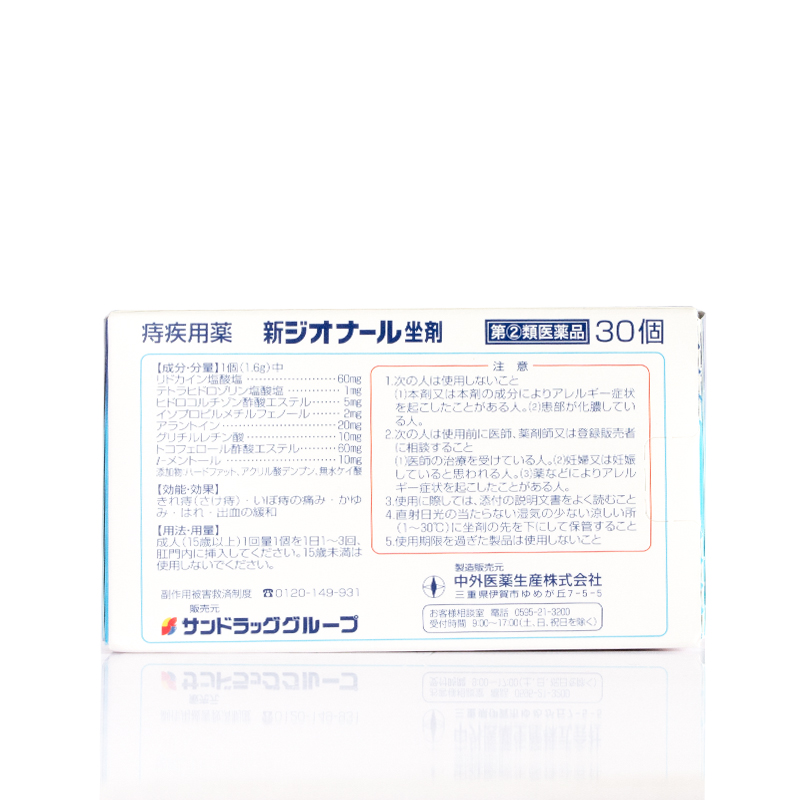 痔疾用薬 新ジオナール坐剤 第②類医薬品 30個
【成分・分量】1個(1.6g)中
リドカイン塩酸塩……………………60mg
テトラヒドロゾリン塩酸塩……………1mg
ヒドロコルチゾン酢酸エステル………5mg
イソプロピルメチルフェノール………2mg
アラントイン…………………………20mg
グリチルレチン酸……………………10mg
トコフェロール酢酸エステル………60mg
l-メントール…………………………10mg
添加物 ハードファット、アクリル酸デンプン、無水ケイ酸
【効能・効果】
きれ痔(さけ痔)・いぼ痔の痛み・かゆ
み・はれ・出血の緩和
【用法・用量】
成人(15歳以上)1回量1個を1日1〜3回、
肛門内に挿入してください。15歳未満は
使用しないでください。
副作用被害救済制度 ☎0120-149-931
販売元
サンドラッググループ
注意
1.次の人は使用しないこと
(1)本剤又は本剤の成分によりアレルギー症状
を起こしたことがある人。(2)患部が化膿してい
る人。
2.次の人は使用前に医師、薬剤師又は登録販売者
に相談すること
(1)医師の治療を受けている人。(2)妊婦又は妊娠
していると思われる人。(3)薬などによりアレル
ギー症状を起こしたことがある人。
3.使用に際しては、添付の説明文書をよく読むこと
4.直射日光の当たらない湿気の少ない涼しい所
(1〜30℃)に坐剤の先を下にして保管すること
5.使用期限を過ぎた製品は使用しないこと
製造販売元
中外医薬生産株式会社
三重県伊賀市ゆめが丘7-5-5
お客様相談室 電話 0595-21-3200
受付時間 9:00〜17:00(土、日、祝日を除く)